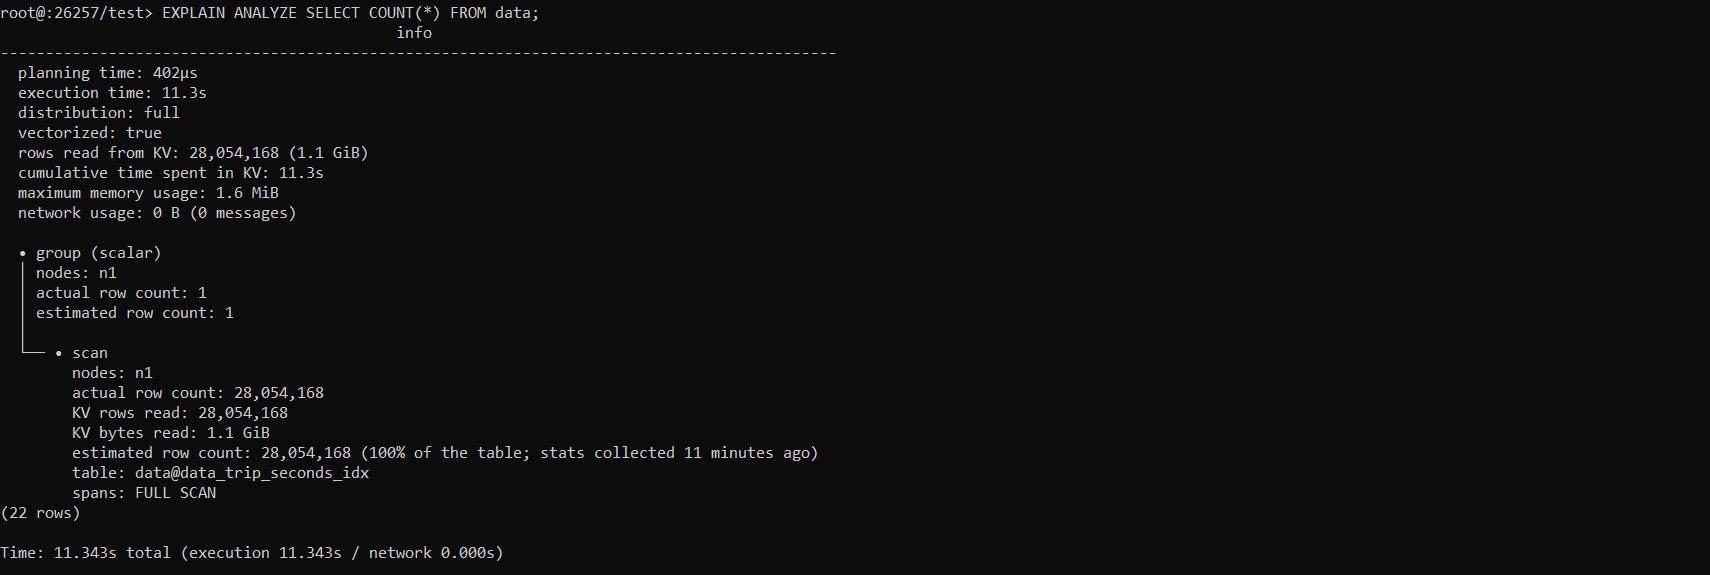 root@:26257/test> EXPLAIN ANALYZE SELECT COUNT(*) FROM data;
info
---------------------------------------------------------------------------------------------
planning time: 402µs
execution time: 11.3s
distribution: full
vectorized: true
rows read from KV: 28,054,168 (1.1 GiB)
cumulative time spent in KV: 11.3s
maximum memory usage: 1.6 MiB
network usage: 0 B (0 messages)
• group (scalar)
nodes: n1
actual row count: 1
estimated row count: 1
• scan
nodes: n1
actual row count: 28,054,168
KV rows read: 28,054,168
KV bytes read: 1.1 GiB
estimated row count: 28,054,168 (100% of the table; stats collected 11 minutes ago)
table: data@data_trip_seconds_idx
spans: FULL SCAN
(22 rows)
Time: 11.343s total (execution 11.343s / network 0.000s)